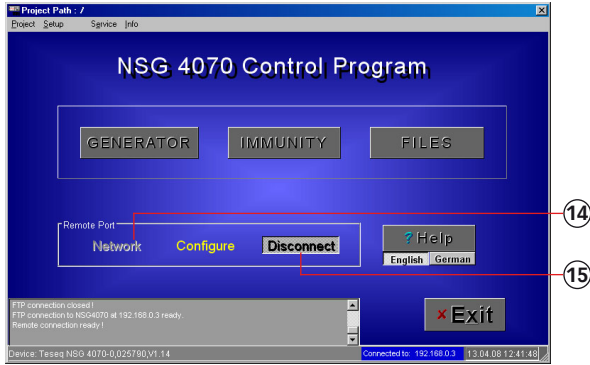 Project Path : /
Project Setup Service Info
NSG 4070 Control Program
GENERATOR IMMUNITY FILES
Remote Port
Network Configure Disconnect
?Help
English German
14
15
FTP connection closed !
FTP connection to NSG4070 at 192.168.0.3 ready.
Remote connection ready !
Exit
Device: Teseq NSG 4070-0,025790,V1.14 Connected to: 192.168.0.3 13.04.08 12:41:48